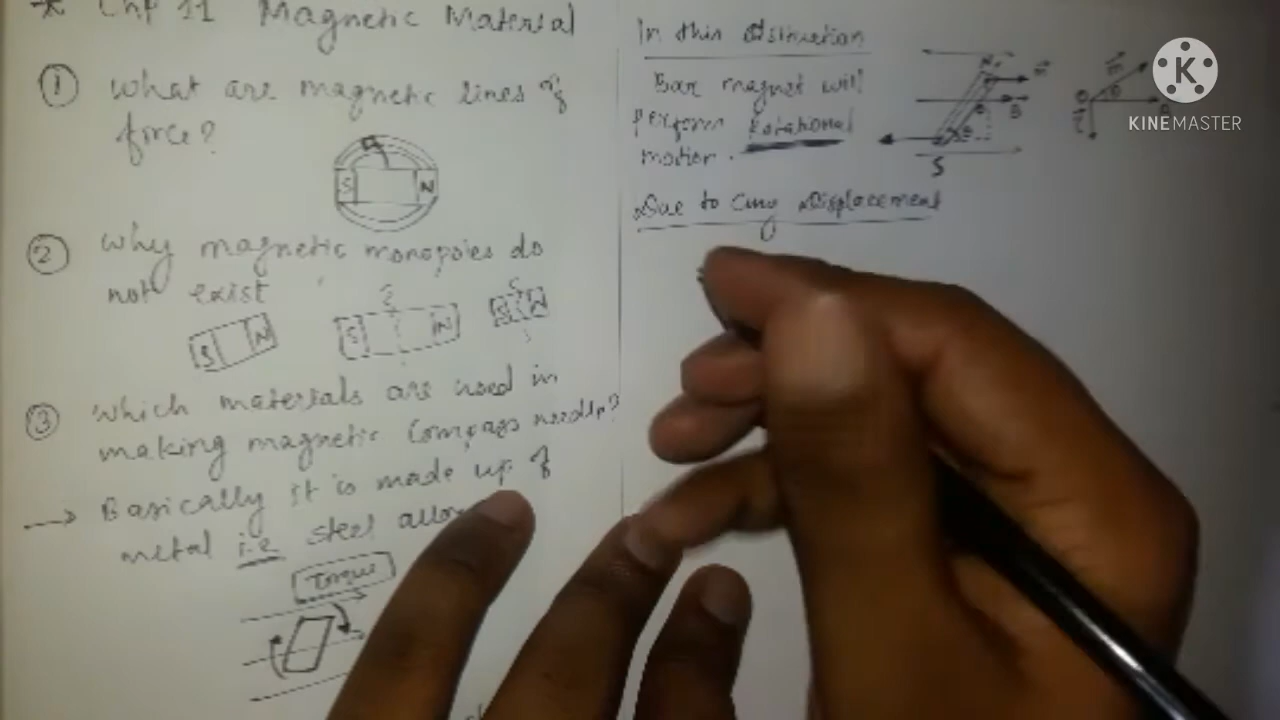 * Chp 11 Magnetic Material
① What are magnetic lines of
force?
S N
② Why magnetic monopoles do
not exist
S N S N S N
③ Which materials are used in
making magnetic compass needle?
→ Basically it is made up of
metal i.e steel alloy
Torque
In this
Bar magnet will
perform Rotational
motion.
Due to any Displacement
N
B
θ
S
K
KINEMASTER